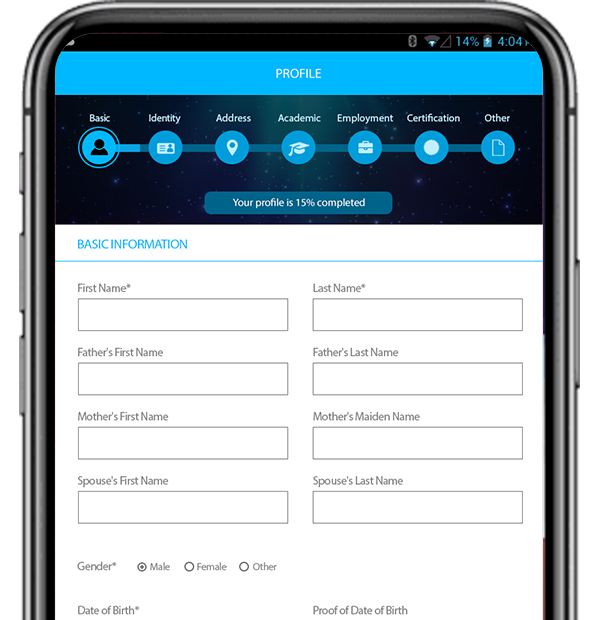 14% 4:04
PROFILE
Basic Identity Address Academic Employment Certification Other
Your profile is 15% completed
BASIC INFORMATION
First Name* Last Name*
Father's First Name Father's Last Name
Mother's First Name Mother's Maiden Name
Spouse's First Name Spouse's Last Name
Gender* Male Female Other
Date of Birth* Proof of Date of Birth